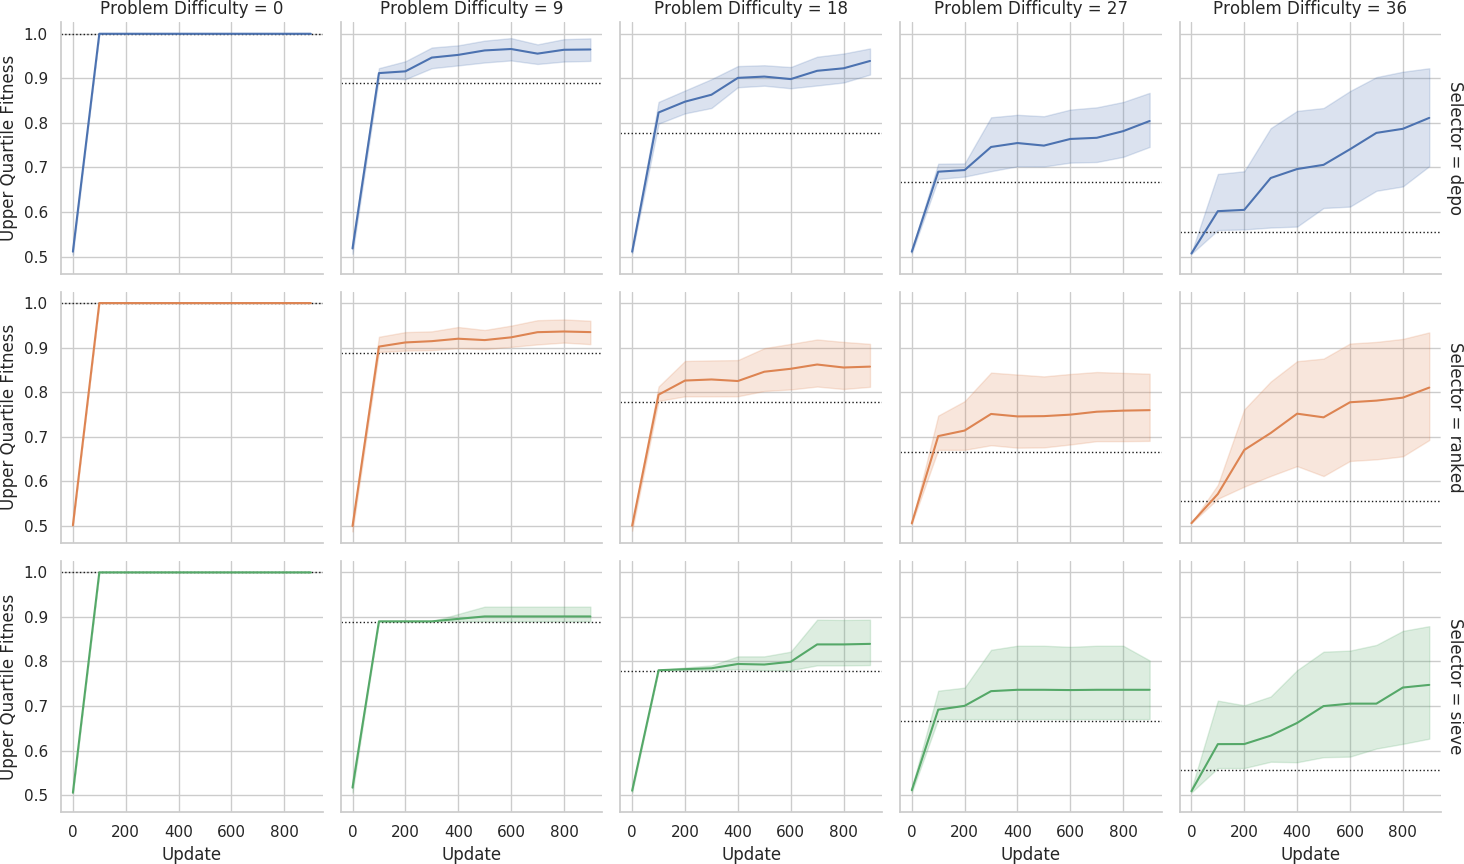 Problem Difficulty = 0
Problem Difficulty = 9
Problem Difficulty = 18
Problem Difficulty = 27
Problem Difficulty = 36
Upper Quartile Fitness
1.0
0.9
0.8
0.7
0.6
0.5
Selector = depo
Upper Quartile Fitness
1.0
0.9
0.8
0.7
0.6
0.5
Selector = ranked
Upper Quartile Fitness
1.0
0.9
0.8
0.7
0.6
0.5
Selector = sieve
0 200 400 600 800
0 200 400 600 800
0 200 400 600 800
0 200 400 600 800
0 200 400 600 800
Update
Update
Update
Update
Update